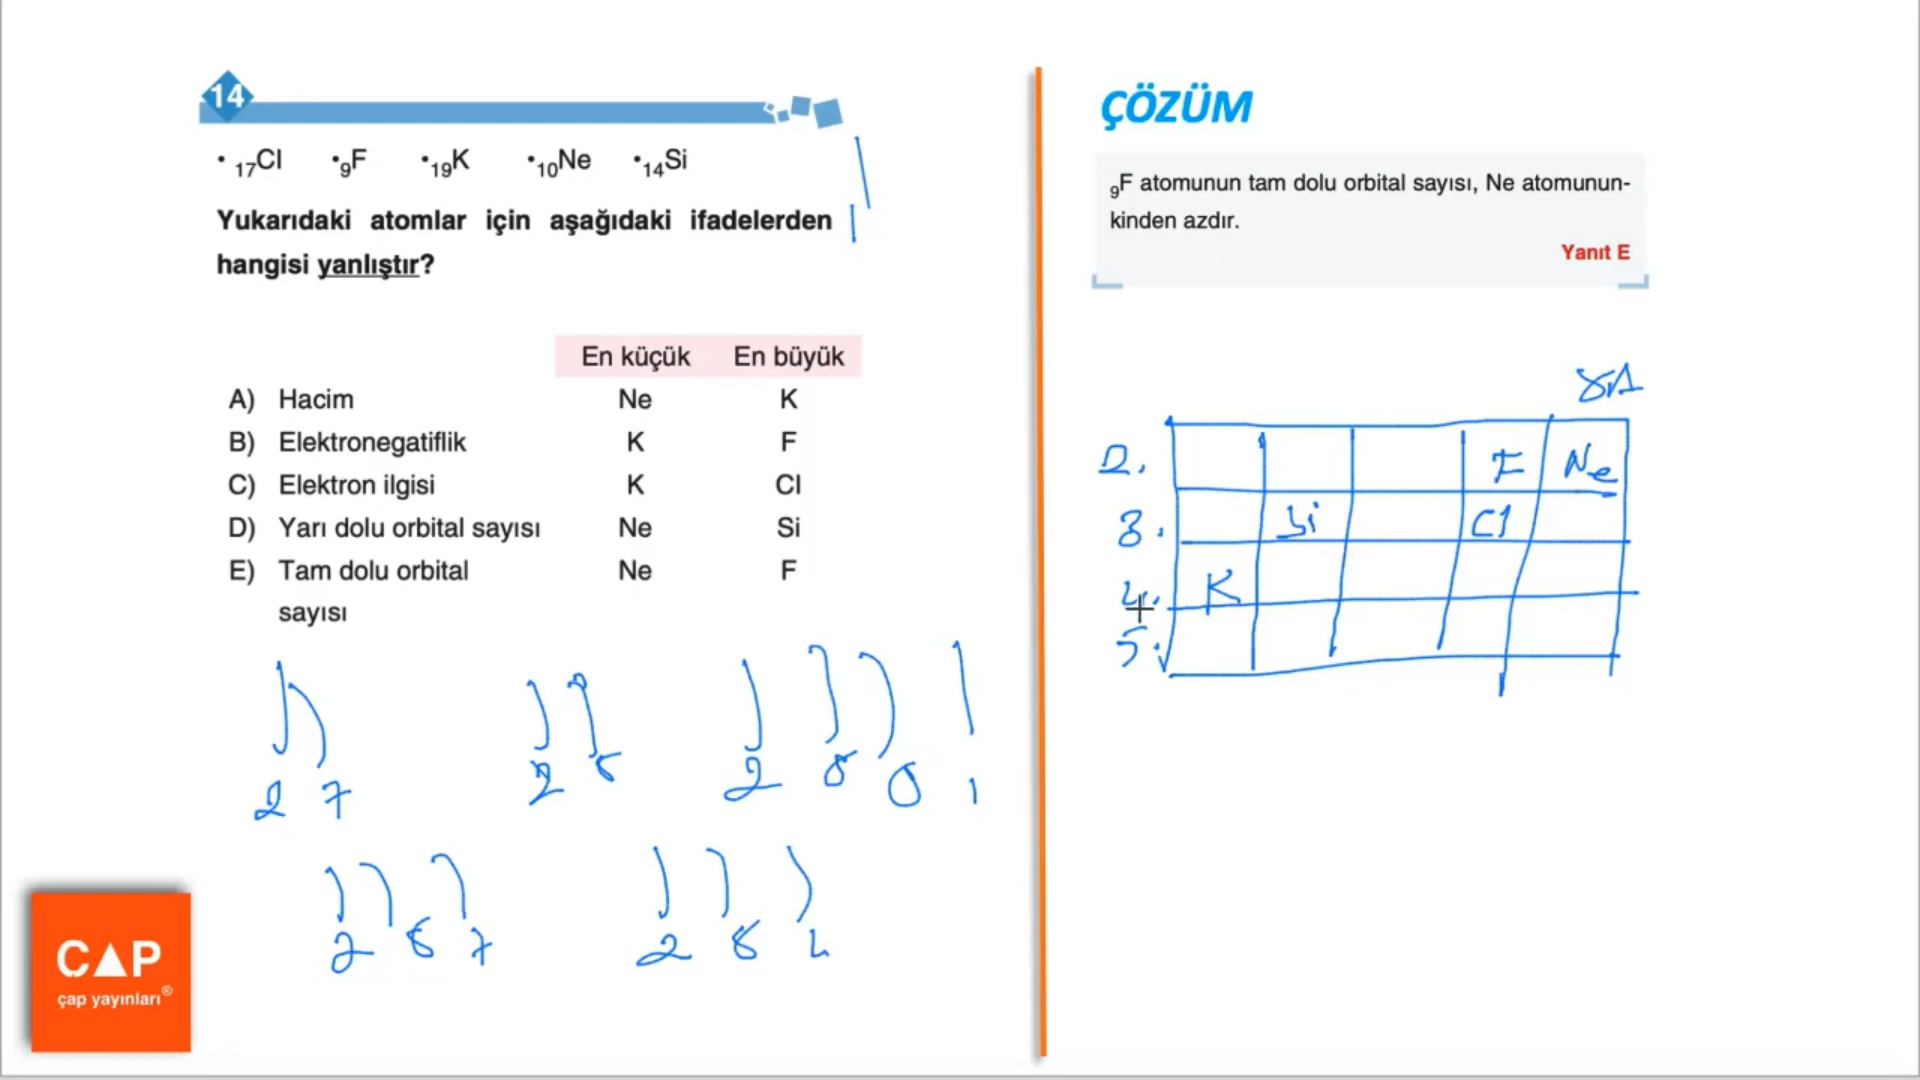 14
• 17Cl •9F •19K •10Ne •14Si
Yukarıdaki atomlar için aşağıdaki ifadelerden
hangisi yanlıştır?
En küçük En büyük
A) Hacim Ne K
B) Elektronegatiflik K F
C) Elektron ilgisi K Cl
D) Yarı dolu orbital sayısı Ne Si
E) Tam dolu orbital Ne F
sayısı
2 7
2 8
2 8 8 1
2 8 7
2 8 4
CAP
çap yayınları®
ÇÖZÜM
9F atomunun tam dolu orbital sayısı, Ne atomunun-
kinden azdır.
Yanıt E
8A
2. F Ne
3. Si Cl
4. K
5.